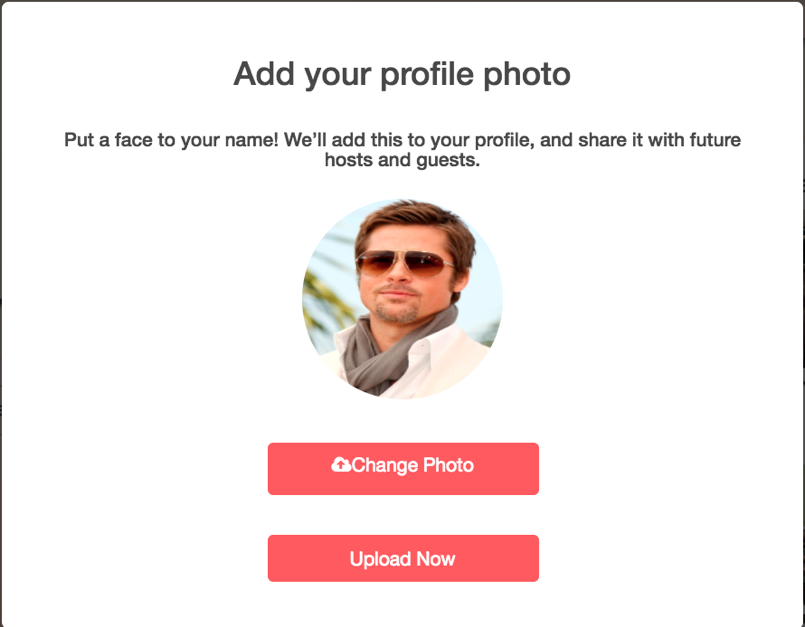 Add your profile photo
Put a face to your name! We’ll add this to your profile, and share it with future
hosts and guests.
Change Photo
Upload Now